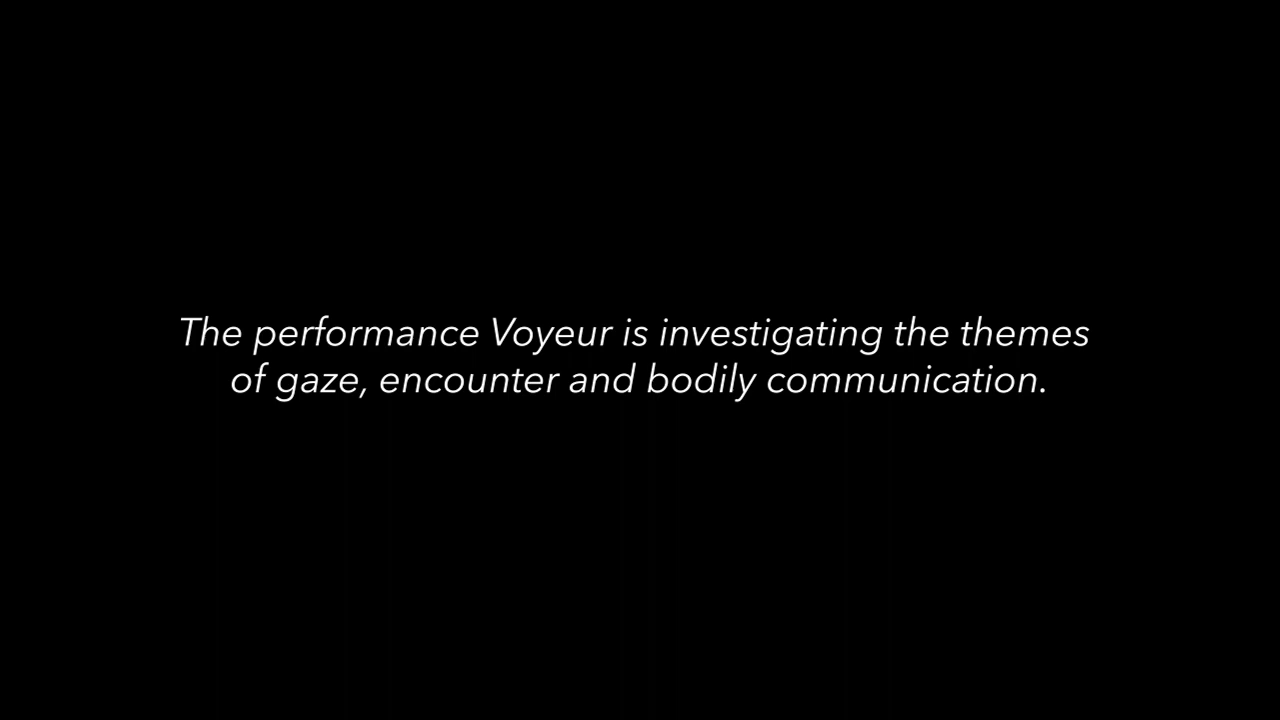 The performance Voyeur is investigating the themes
of gaze, encounter and bodily communication.